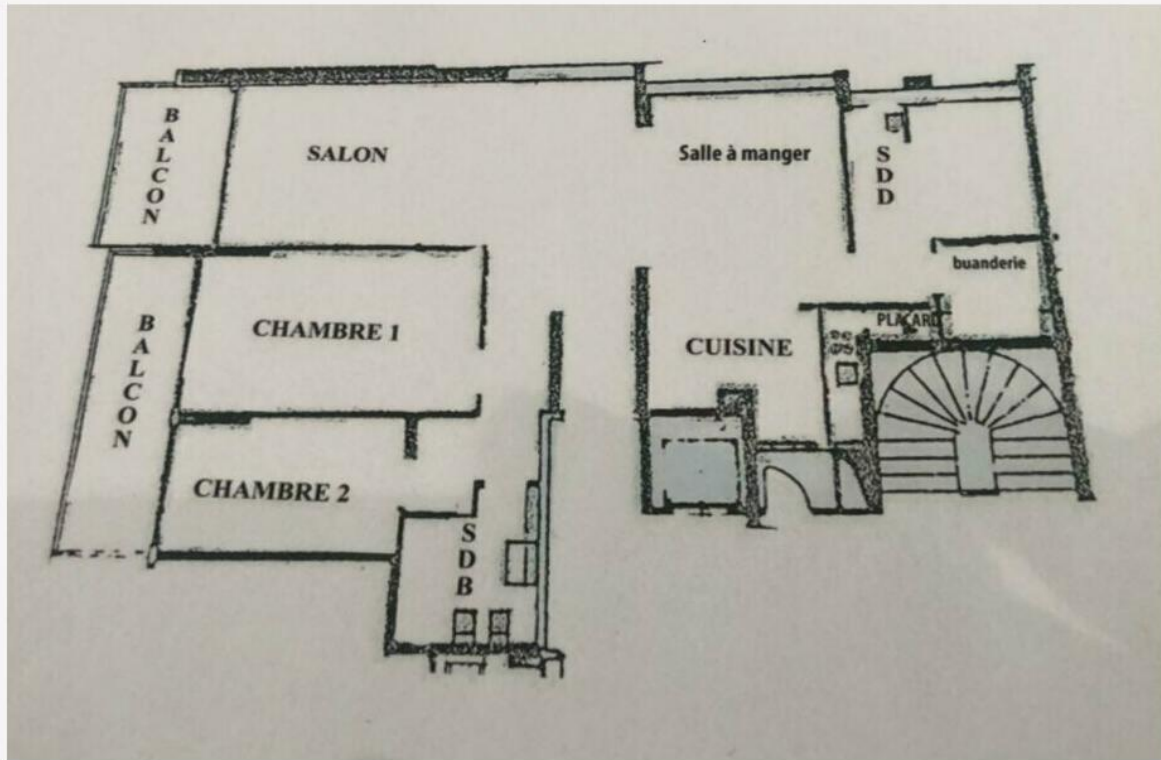 BALCON
SALON
Salle à manger
SDD
buanderie
BALCON
CHAMBRE 1
CUISINE
PLACARD
CHAMBRE 2
SDB